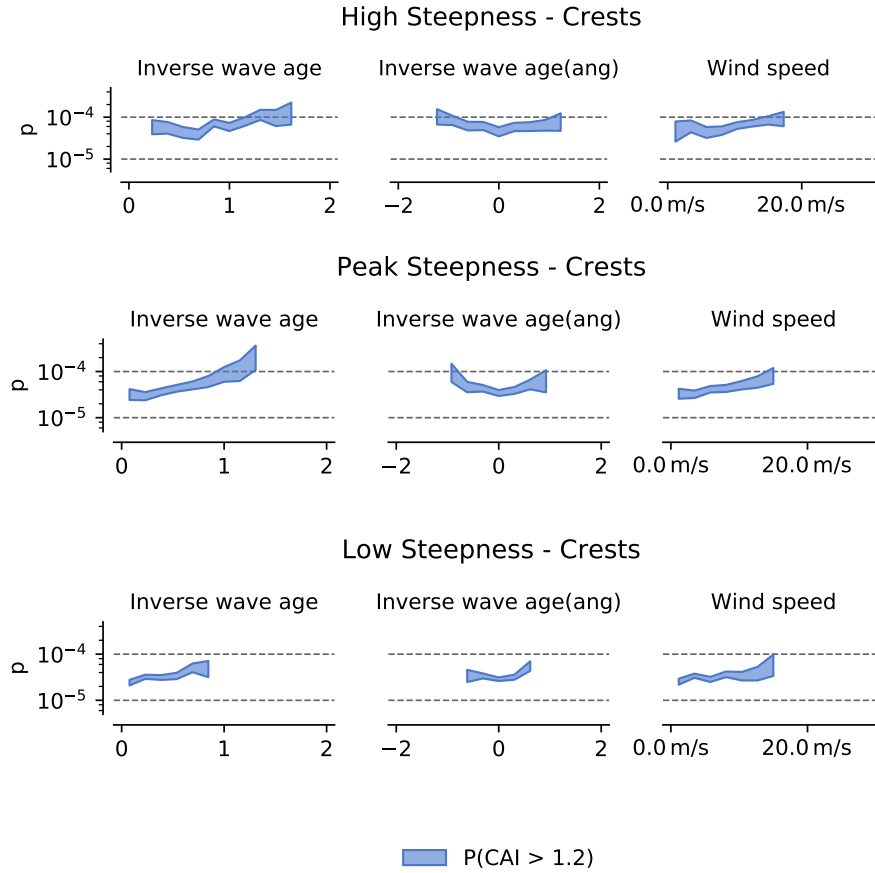 High Steepness - Crests
Inverse wave age
Inverse wave age(ang)
Wind speed
p
10⁻⁴
10⁻⁵
0 1 2
−2 0 2
0.0 m/s 20.0 m/s
Peak Steepness - Crests
Inverse wave age
Inverse wave age(ang)
Wind speed
p
10⁻⁴
10⁻⁵
0 1 2
−2 0 2
0.0 m/s 20.0 m/s
Low Steepness - Crests
Inverse wave age
Inverse wave age(ang)
Wind speed
p
10⁻⁴
10⁻⁵
0 1 2
−2 0 2
0.0 m/s 20.0 m/s
P(CAI > 1.2)